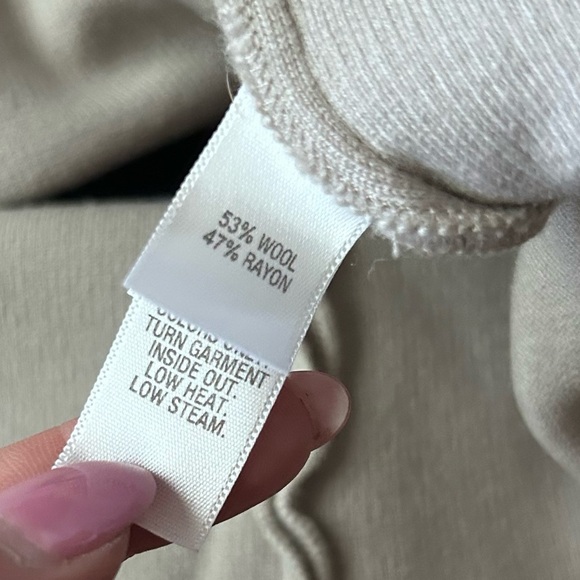 53% WOOL
47% RAYON
TURN GARMENT
INSIDE OUT.
LOW HEAT.
LOW STEAM.